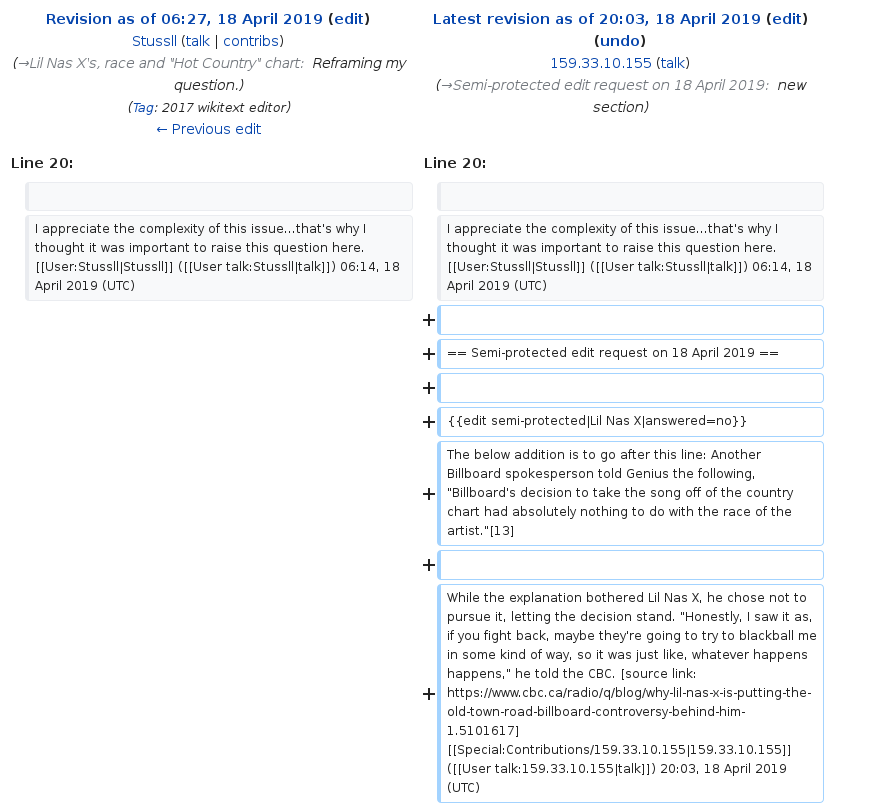 Revision as of 06:27, 18 April 2019 (edit)
Stussll (talk | contribs)
(→Lil Nas X's, race and "Hot Country" chart: Reframing my
question.)
(Tag: 2017 wikitext editor)
← Previous edit
Latest revision as of 20:03, 18 April 2019 (edit)
(undo)
159.33.10.155 (talk)
(→Semi-protected edit request on 18 April 2019: new
section)
Line 20:
Line 20:
I appreciate the complexity of this issue...that's why I
thought it was important to raise this question here.
[[User:Stussll|Stussll]] ([[User talk:Stussll|talk]]) 06:14, 18
April 2019 (UTC)
I appreciate the complexity of this issue...that's why I
thought it was important to raise this question here.
[[User:Stussll|Stussll]] ([[User talk:Stussll|talk]]) 06:14, 18
April 2019 (UTC)
+
+ == Semi-protected edit request on 18 April 2019 ==
+
+ {{edit semi-protected|Lil Nas X|answered=no}}
The below addition is to go after this line: Another
Billboard spokesperson told Genius the following,
+ "Billboard's decision to take the song off of the country
chart had absolutely nothing to do with the race of the
artist."[13]
+
While the explanation bothered Lil Nas X, he chose not to
pursue it, letting the decision stand. "Honestly, I saw it as,
if you fight back, maybe they're going to try to blackball me
in some kind of way, so it was just like, whatever happens
happens," he told the CBC. [source link:
+ https://www.cbc.ca/radio/q/blog/why-lil-nas-x-is-putting-the-
old-town-road-billboard-controversy-behind-him-
1.5101617]
[[Special:Contributions/159.33.10.155|159.33.10.155]]
([[User talk:159.33.10.155|talk]]) 20:03, 18 April 2019
(UTC)